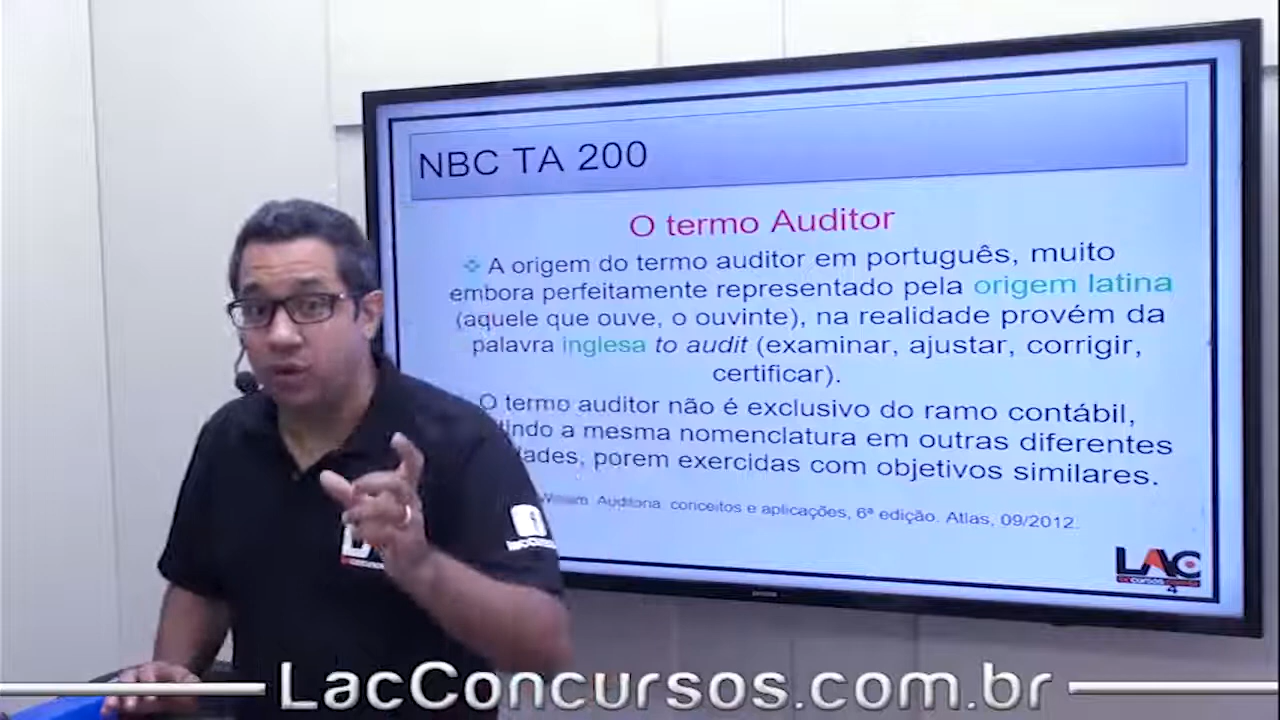 NBC TA 200
O termo Auditor
A origem do termo auditor em português, muito
embora perfeitamente representado pela origem latina
(aquele que ouve, o ouvinte), na realidade provém da
palavra inglesa to audit (examinar, ajustar, corrigir,
certificar).
O termo auditor não é exclusivo do ramo contábil,
a mesma nomenclatura em outras diferentes
porem exercidas com objetivos similares.
conceitos e aplicações, 6ª edição. Atlas, 09/2012.
LAC
4
LacConcursos.com.br